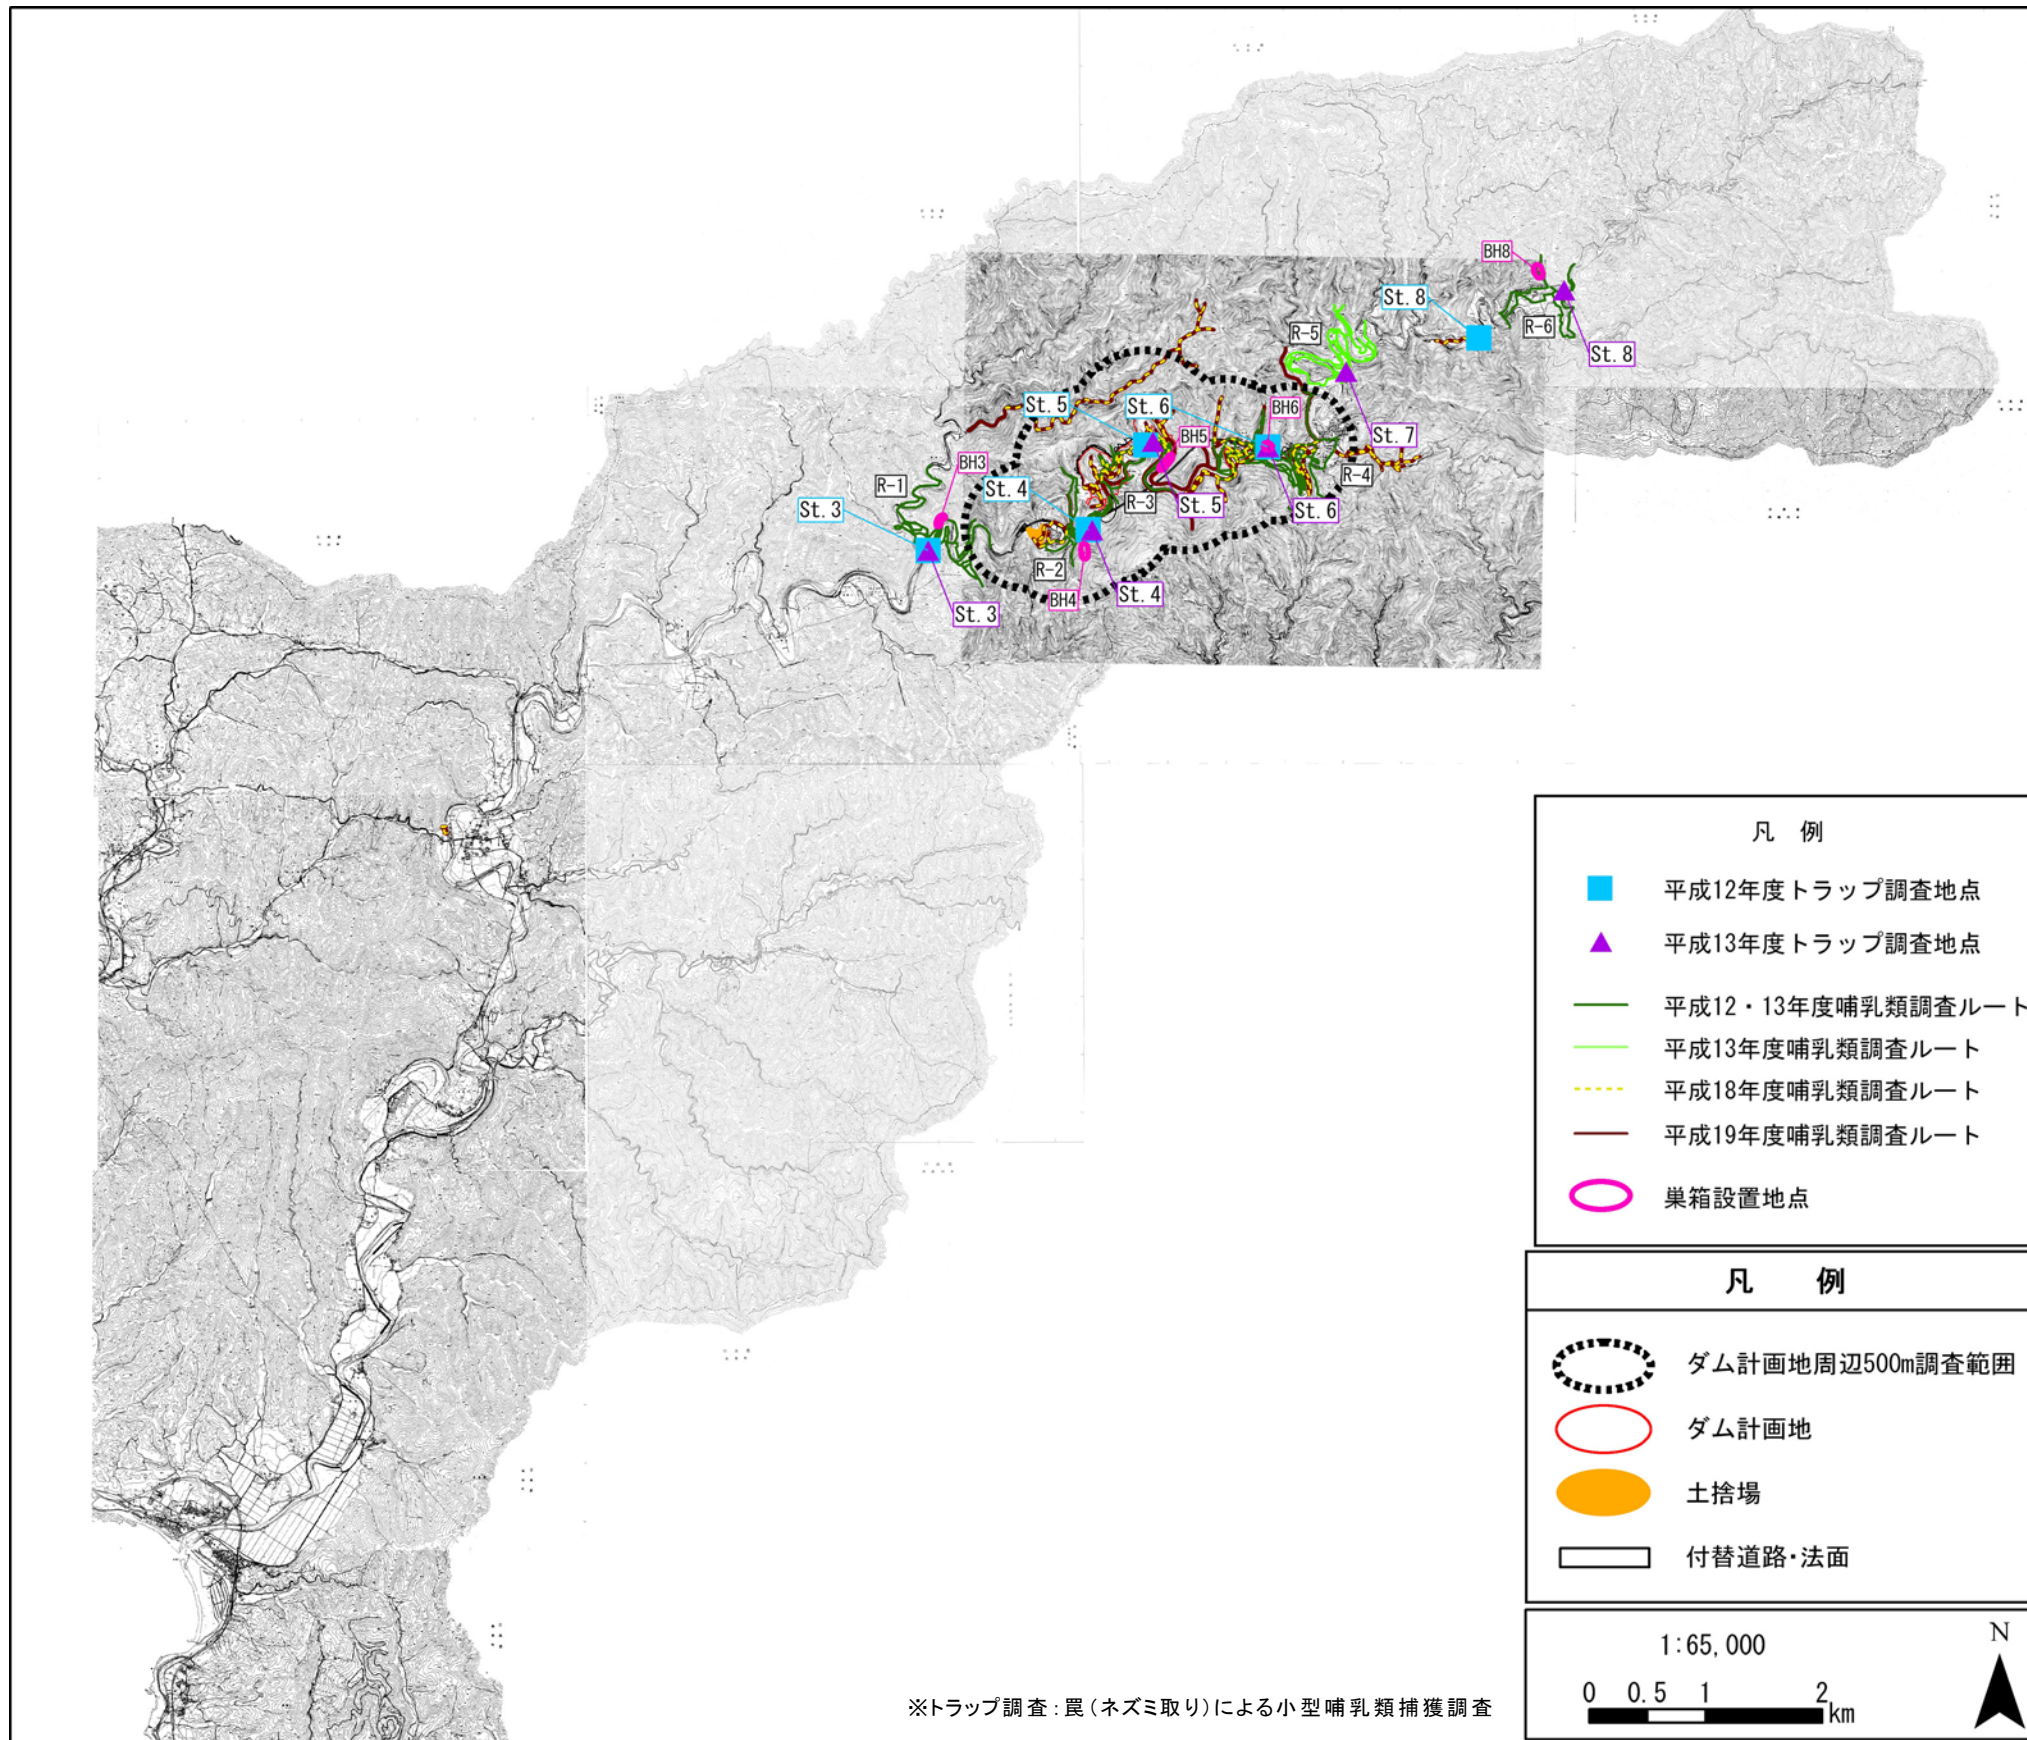 BH8
St. 8
R-5
R-6
St. 8
St. 5
St. 6
BH6
BH5
St. 7
BH3
R-1
St. 4
R-4
St. 3
R-3
St. 5
St. 6
R-2
BH4
St. 4
St. 3
凡 例
平成12年度トラップ調査地点
平成13年度トラップ調査地点
平成12・13年度哺乳類調査ルート
平成13年度哺乳類調査ルート
平成18年度哺乳類調査ルート
平成19年度哺乳類調査ルート
巣箱設置地点
凡 例
ダム計画地周辺500m調査範囲
ダム計画地
土捨場
付替道路・法面
1:65,000
N
0 0.5 1 2
km
※トラップ調査:罠(ネズミ取り)による小型哺乳類捕獲調査